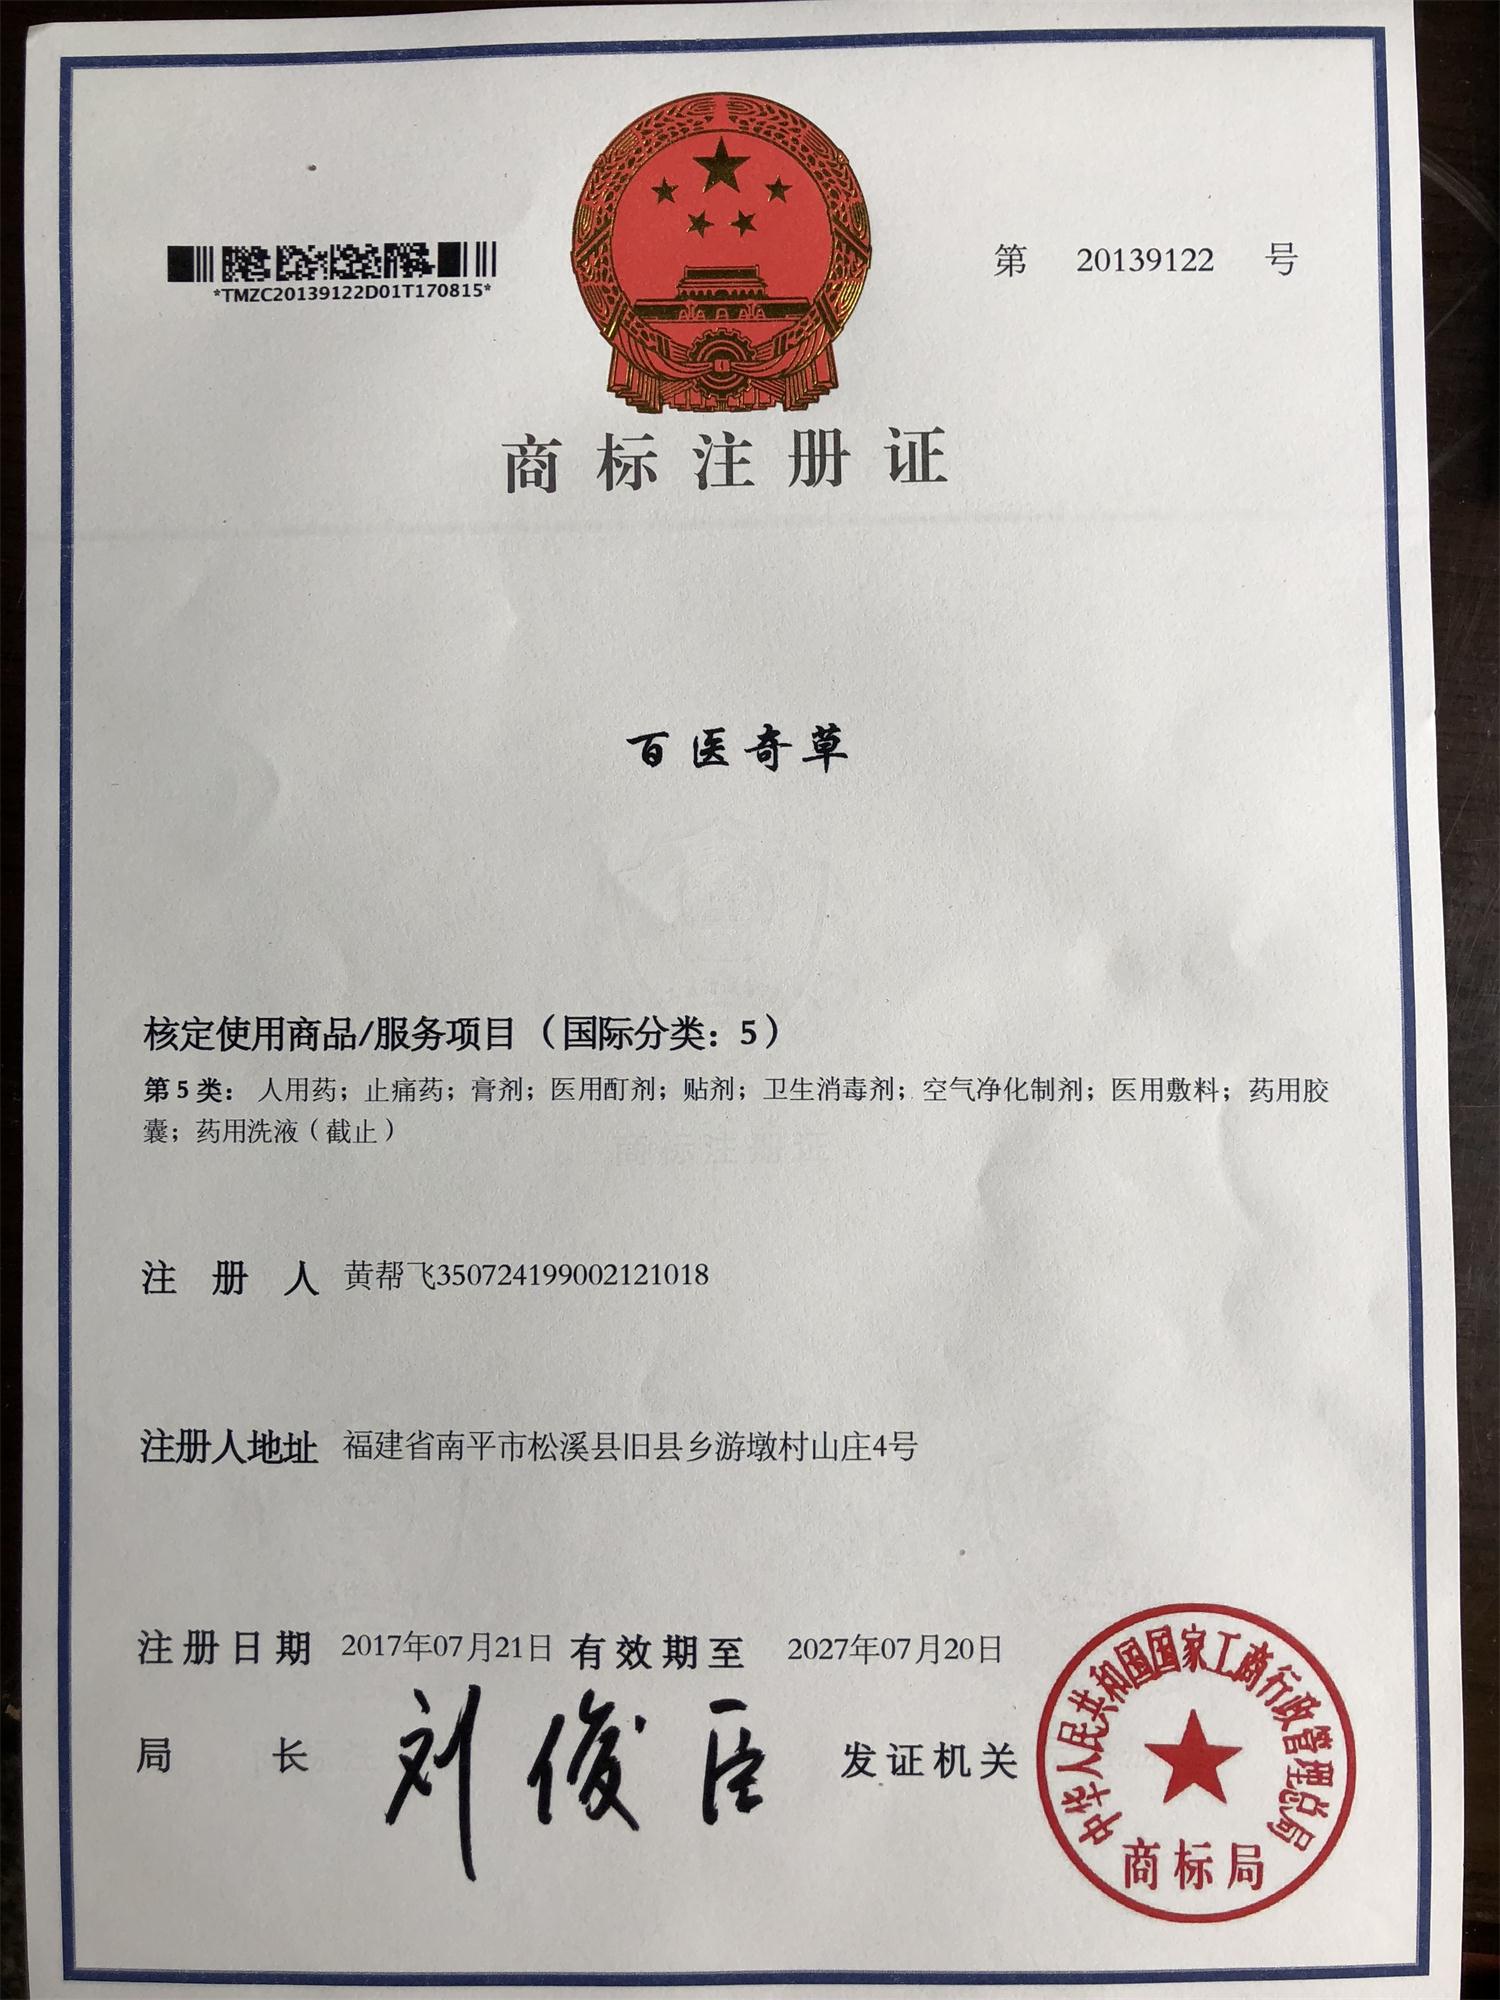 *TMZC20139122D01T170815*
第 20139122 号
商标注册证
百医奇草
核定使用商品/服务项目（国际分类：5）
第5类：人用药；止痛药；膏剂；医用酊剂；贴剂；卫生消毒剂；空气净化制剂；医用敷料；药用胶
囊；药用洗液（截止）
注册人 黄帮飞350724199002121018
注册人地址 福建省南平市松溪县旧县乡游墩村山庄4号
注册日期 2017年07月21日 有效期至 2027年07月20日
局长 刘俊臣 发证机关
中华人民共和国国家工商行政管理总局
商标局